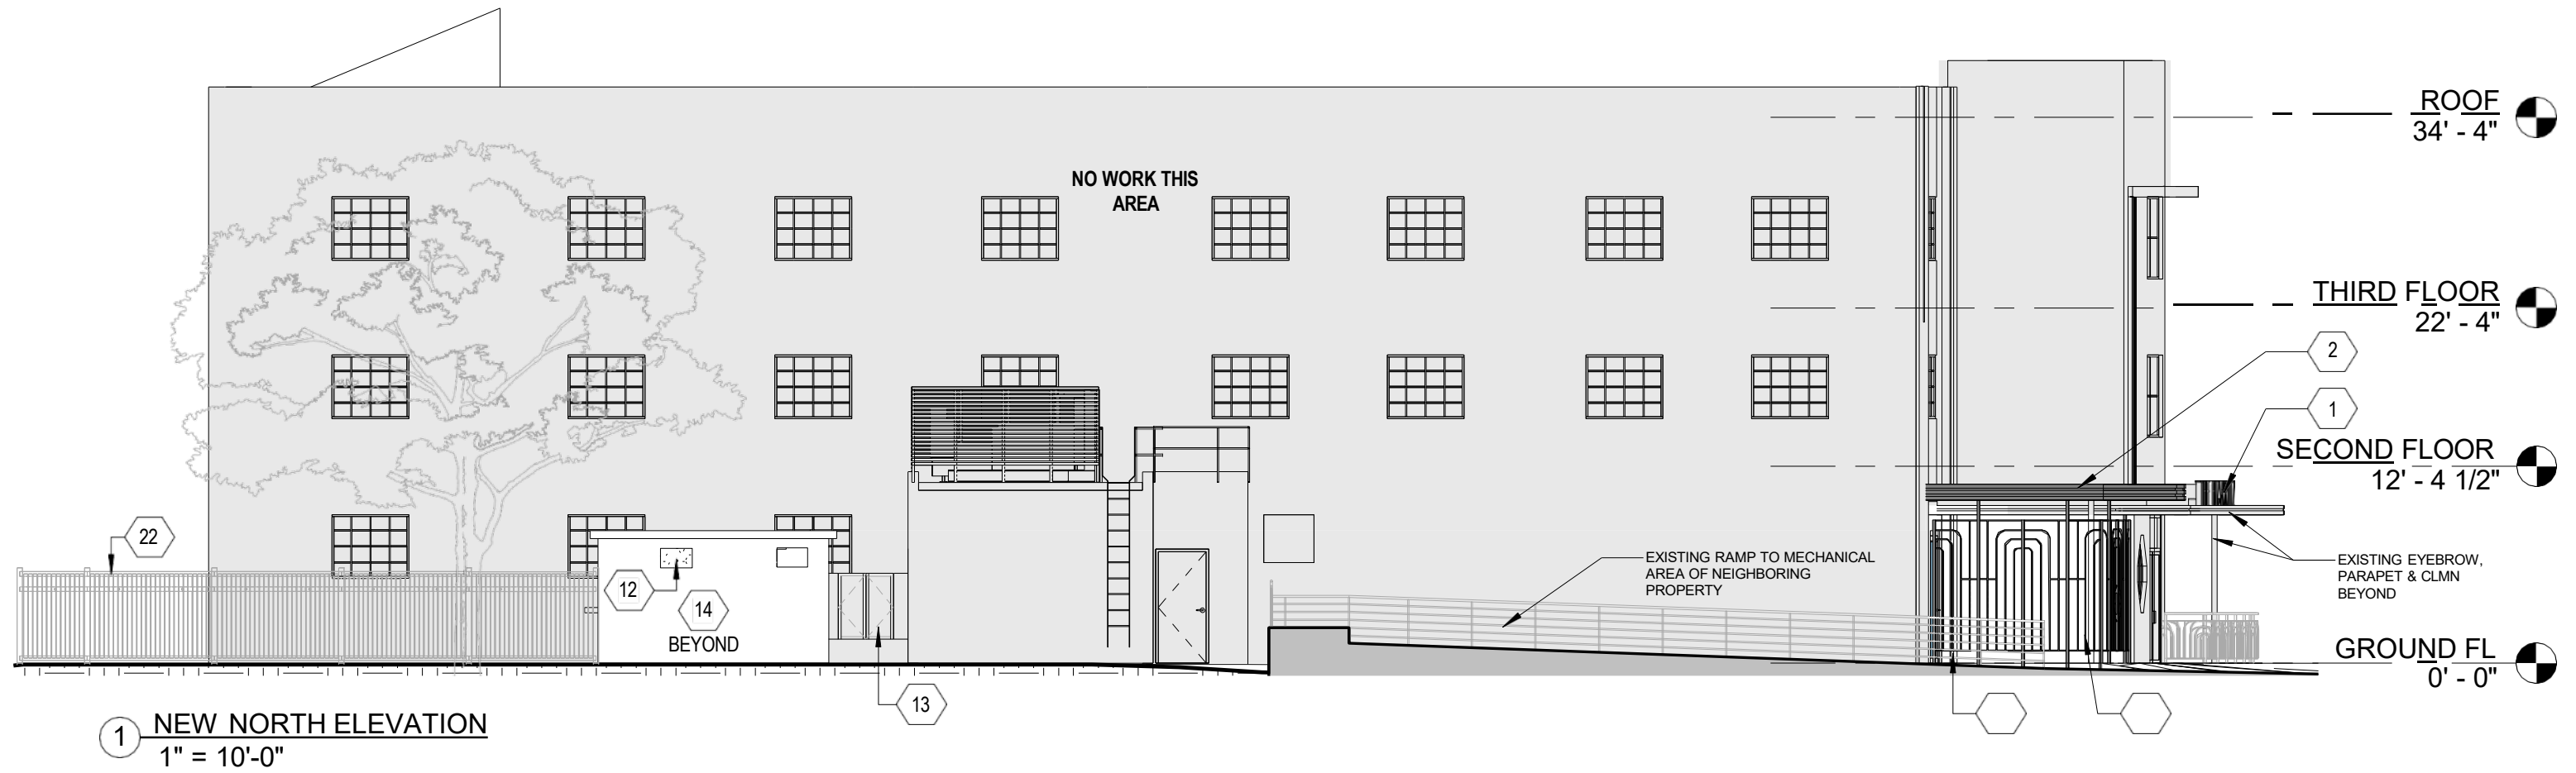 NO WORK THIS
AREA
ROOF
34' - 4"
THIRD FLOOR
22' - 4"
2
1
SECOND FLOOR
12' - 4 1/2"
22
12
14
BEYOND
EXISTING RAMP TO MECHANICAL
AREA OF NEIGHBORING
PROPERTY
EXISTING EYEBROW,
PARAPET & CLMN
BEYOND
GROUND FL
0' - 0"
13
1
NEW NORTH ELEVATION
1" = 10'-0"